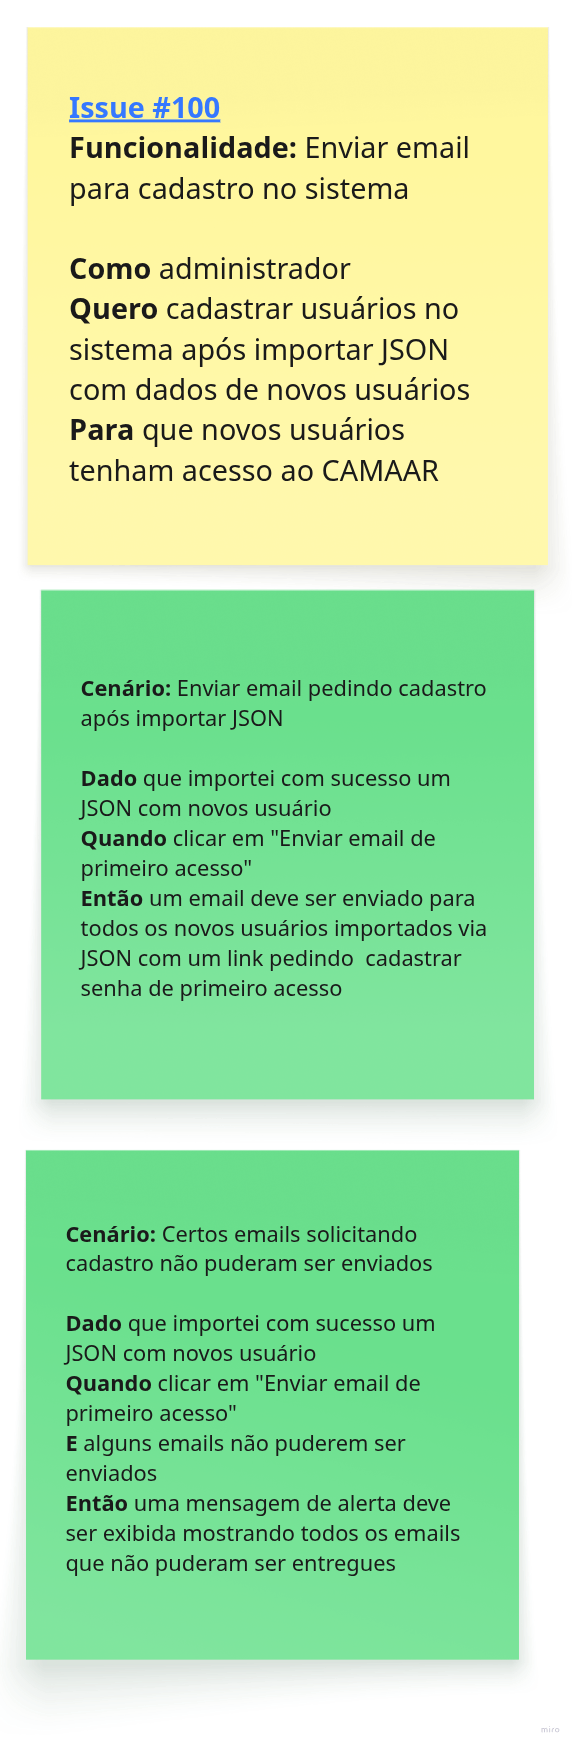 Issue #100
Funcionalidade: Enviar email
para cadastro no sistema
Como administrador
Quero cadastrar usuários no
sistema após importar JSON
com dados de novos usuários
Para que novos usuários
tenham acesso ao CAMAAR
Cenário: Enviar email pedindo cadastro
após importar JSON
Dado que importei com sucesso um
JSON com novos usuário
Quando clicar em "Enviar email de
primeiro acesso"
Então um email deve ser enviado para
todos os novos usuários importados via
JSON com um link pedindo  cadastrar
senha de primeiro acesso
Cenário: Certos emails solicitando
cadastro não puderam ser enviados
Dado que importei com sucesso um
JSON com novos usuário
Quando clicar em "Enviar email de
primeiro acesso"
E alguns emails não puderem ser
enviados
Então uma mensagem de alerta deve
ser exibida mostrando todos os emails
que não puderam ser entregues
miro